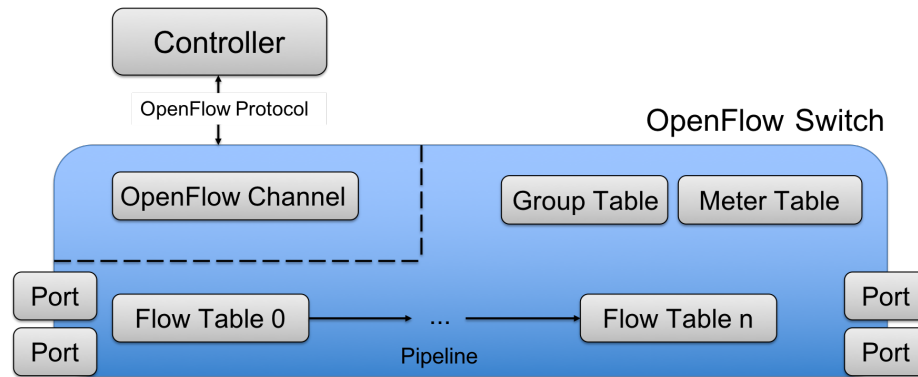 Controller
OpenFlow Protocol
OpenFlow Switch
OpenFlow Channel
Group Table
Meter Table
Port
Port
Flow Table 0
...
Flow Table n
Pipeline
Port
Port